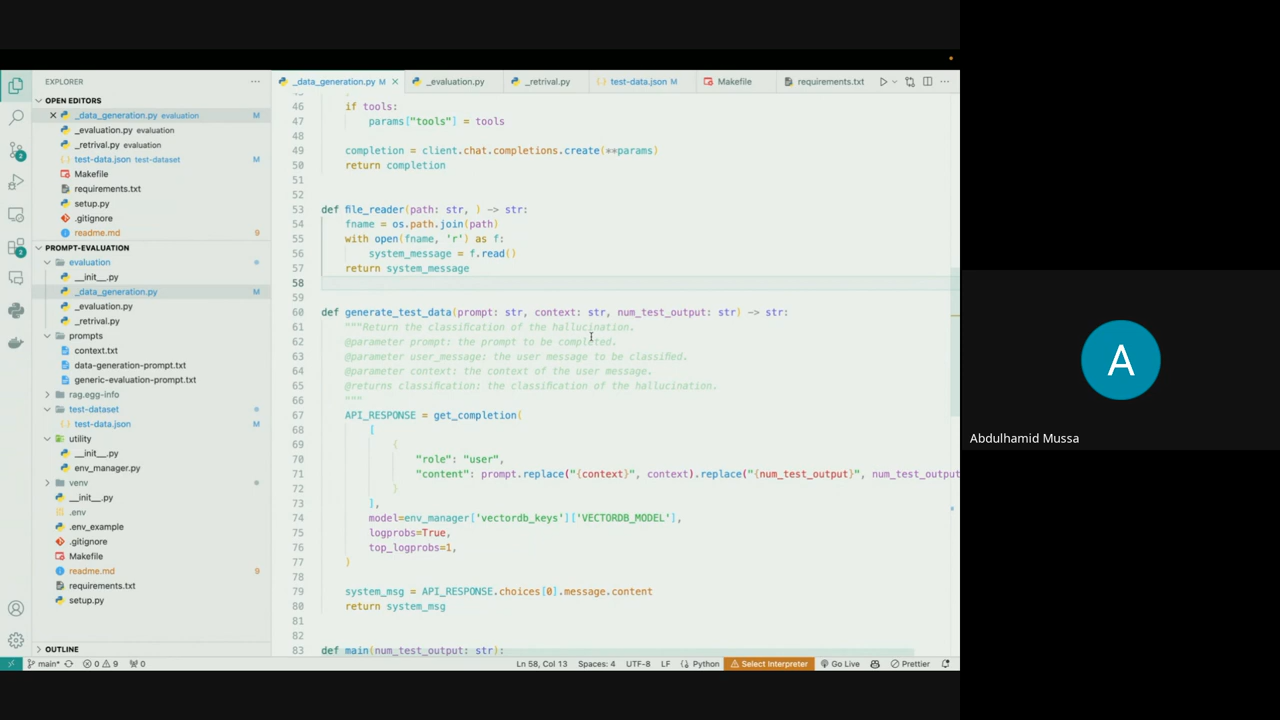 EXPLORER
OPEN EDITORS
_data_generation.py evaluation M
_evaluation.py evaluation
_retrival.py evaluation
test-data.json test-dataset M
Makefile
requirements.txt
setup.py
.gitignore
readme.md 9
PROMPT-EVALUATION
evaluation
__init__.py
_data_generation.py M
_evaluation.py
_retrival.py
prompts
context.txt
data-generation-prompt.txt
generic-evaluation-prompt.txt
rag.egg-info
test-dataset
test-data.json M
utility
__init__.py
env_manager.py
venv
__init__.py
.env
.env_example
.gitignore
Makefile
readme.md 9
requirements.txt
setup.py
OUTLINE
_data_generation.py M _evaluation.py _retrival.py test-data.json M Makefile requirements.txt
46 if tools:
47 params["tools"] = tools
48
49 completion = client.chat.completions.create(**params)
50 return completion
51
52
53 def file_reader(path: str, ) -> str:
54 fname = os.path.join(path)
55 with open(fname, 'r') as f:
56 system_message = f.read()
57 return system_message
58
59
60 def generate_test_data(prompt: str, context: str, num_test_output: str) -> str:
61 """Return the classification of the hallucination.
62 @parameter prompt: the prompt to be completed.
63 @parameter user_message: the user message to be classified.
64 @parameter context: the context of the user message.
65 @returns classification: the classification of the hallucination.
66 """
67 API_RESPONSE = get_completion(
68 [
69 {
70 "role": "user",
71 "content": prompt.replace("{context}", context).replace("{num_test_output}", num_test_output
72 }
73 ],
74 model=env_manager['vectordb_keys']['VECTORDB_MODEL'],
75 logprobs=True,
76 top_logprobs=1,
77 )
78
79 system_msg = API_RESPONSE.choices[0].message.content
80 return system_msg
81
82
83 def main(num_test_output: str):
main* 0 9 0 Ln 58, Col 13 Spaces: 4 UTF-8 LF Python Select Interpreter Go Live Prettier
2
2
A
Abdulhamid Mussa